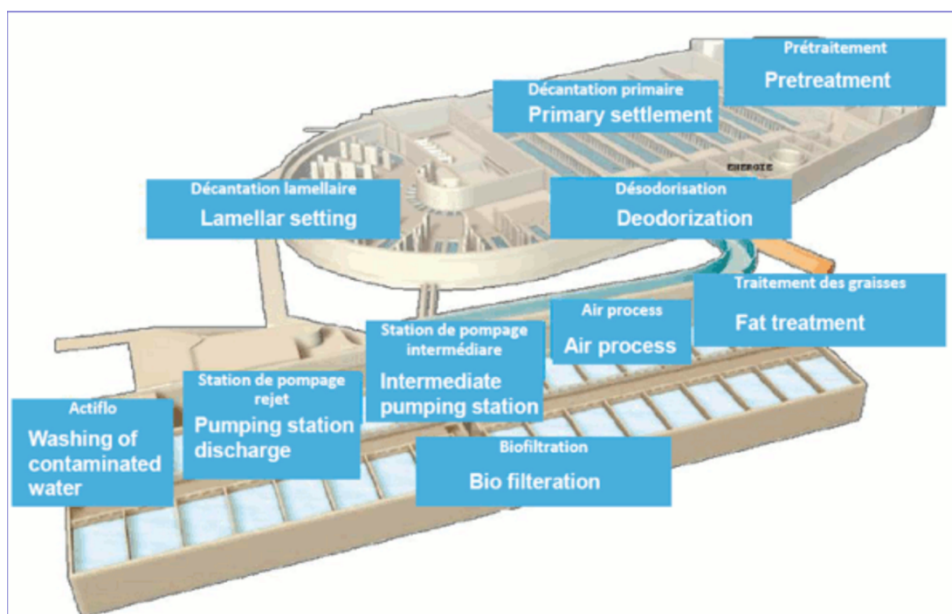 Prétraitement
Pretreatment
Décantation primaire
Primary settlement
ENERGIE
Décantation lamellaire
Lamellar setting
Désodorisation
Deodorization
Traitement des graisses
Fat treatment
Air process
Air process
Station de pompage
intermédiare
Intermediate
pumping station
Station de pompage
rejet
Pumping station
discharge
Actiflo
Washing of
contaminated
water
Biofiltration
Bio filteration